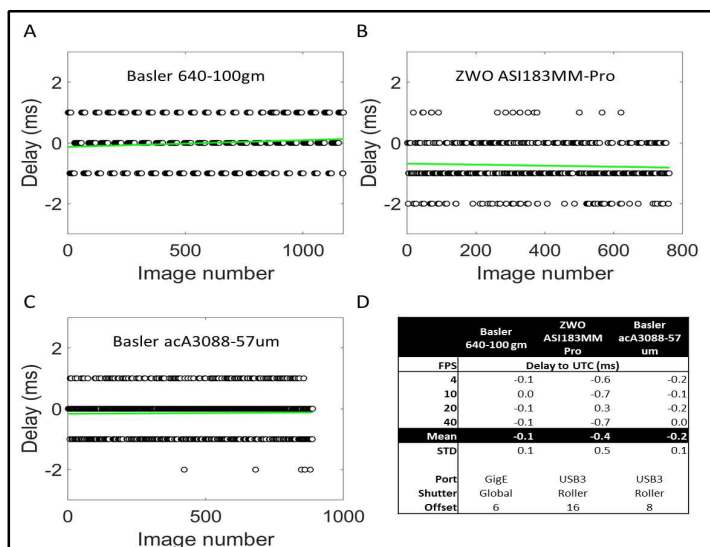 A
Basler 640-100gm
2
0
-2
Delay (ms)
0 500 1000
Image number
B
ZWO ASI183MM-Pro
2
0
-2
Delay (ms)
0 200 400 600 800
Image number
C
Basler acA3088-57um
2
0
-2
Delay (ms)
0 500 1000
Image number
D
Basler 640-100 gm ZWO ASI183MM Pro Basler acA3088-57 um
FPS Delay to UTC (ms)
4 -0.1 -0.6 -0.2
10 0.0 -0.7 -0.1
20 -0.1 0.3 -0.2
40 -0.1 -0.7 0.0
Mean -0.1 -0.4 -0.2
STD 0.1 0.5 0.1
Port GigE USB3 USB3
Shutter Global Roller Roller
Offset 6 16 8